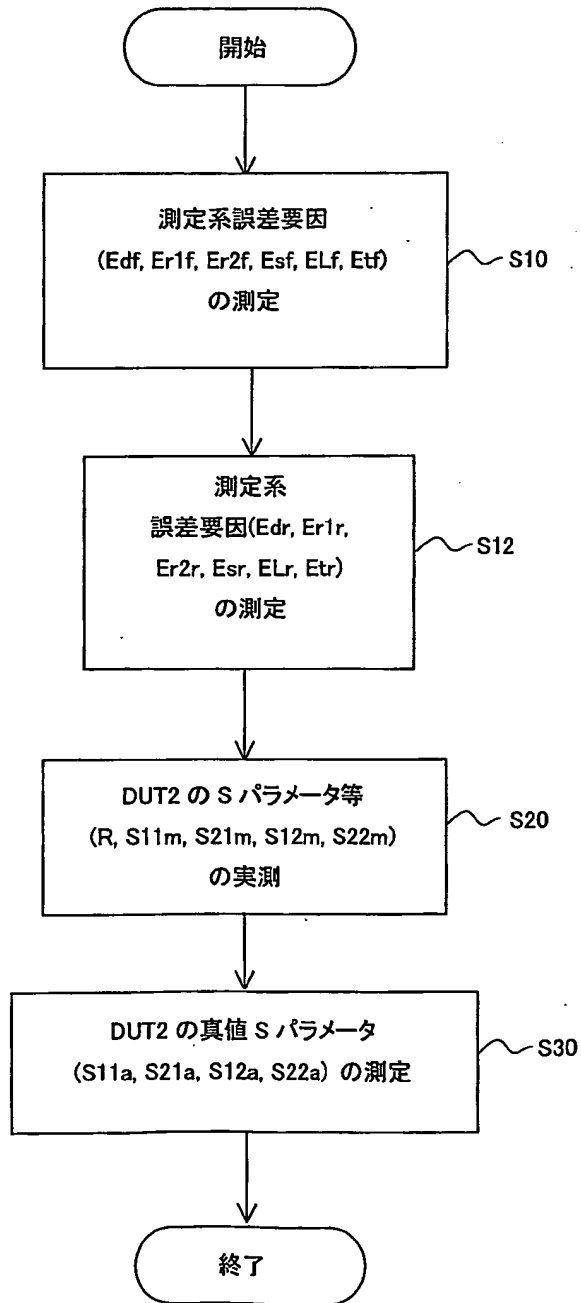 開始
測定系誤差要因
(Edf, Er1f, Er2f, Esf, ELf, Etf)
の測定
S10
測定系
誤差要因(Edr, Er1r,
Er2r, Esr, ELr, Etr)
の測定
S12
DUT2 の S パラメータ等
(R, S11m, S21m, S12m, S22m)
の実測
S20
DUT2 の真値 S パラメータ
(S11a, S21a, S12a, S22a) の測定
S30
終了